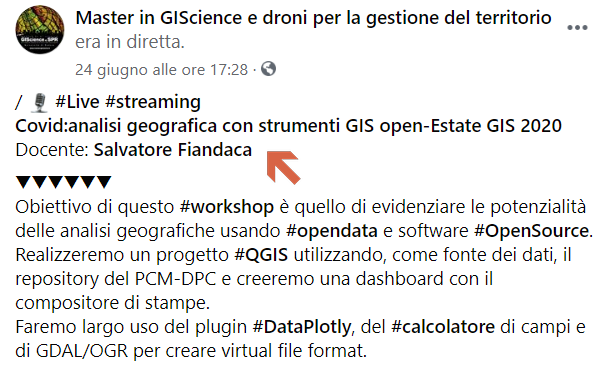 Master in GIScience e droni per la gestione del territorio
era in diretta.
24 giugno alle ore 17:28 ·
/ 🎙 #Live #streaming
Covid:analisi geografica con strumenti GIS open-Estate GIS 2020
Docente: Salvatore Fiandaca
▼▼▼▼▼▼
Obiettivo di questo #workshop è quello di evidenziare le potenzialità
delle analisi geografiche usando #opendata e software #OpenSource.
Realizzeremo un progetto #QGIS utilizzando, come fonte dei dati, il
repository del PCM-DPC e creeremo una dashboard con il
compositore di stampe.
Faremo largo uso del plugin #DataPlotly, del #calcolatore di campi e
di GDAL/OGR per creare virtual file format.